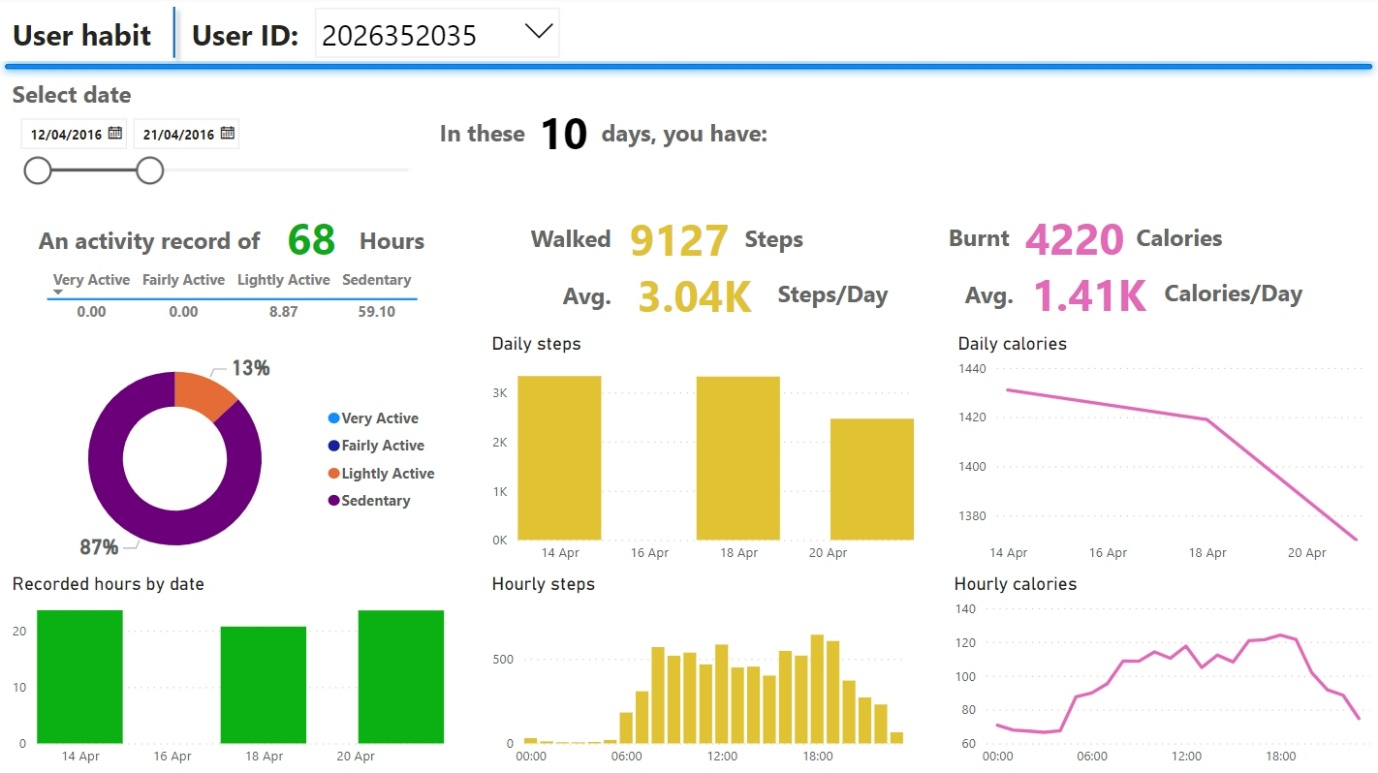 User habit User ID: 2026352035
Select date
12/04/2016 21/04/2016
In these 10 days, you have:
An activity record of 68 Hours
Very Active Fairly Active Lightly Active Sedentary
0.00 0.00 8.87 59.10
Walked 9127 Steps
Avg. 3.04K Steps/Day
Burnt 4220 Calories
Avg. 1.41K Calories/Day
13%
87%
Very Active
Fairly Active
Lightly Active
Sedentary
Daily steps
3K
2K
1K
0K
14 Apr 16 Apr 18 Apr 20 Apr
Daily calories
1440
1420
1400
1380
14 Apr 16 Apr 18 Apr 20 Apr
Recorded hours by date
20
10
0
14 Apr 16 Apr 18 Apr 20 Apr
Hourly steps
500
0
00:00 06:00 12:00 18:00
Hourly calories
140
120
100
80
60
00:00 06:00 12:00 18:00